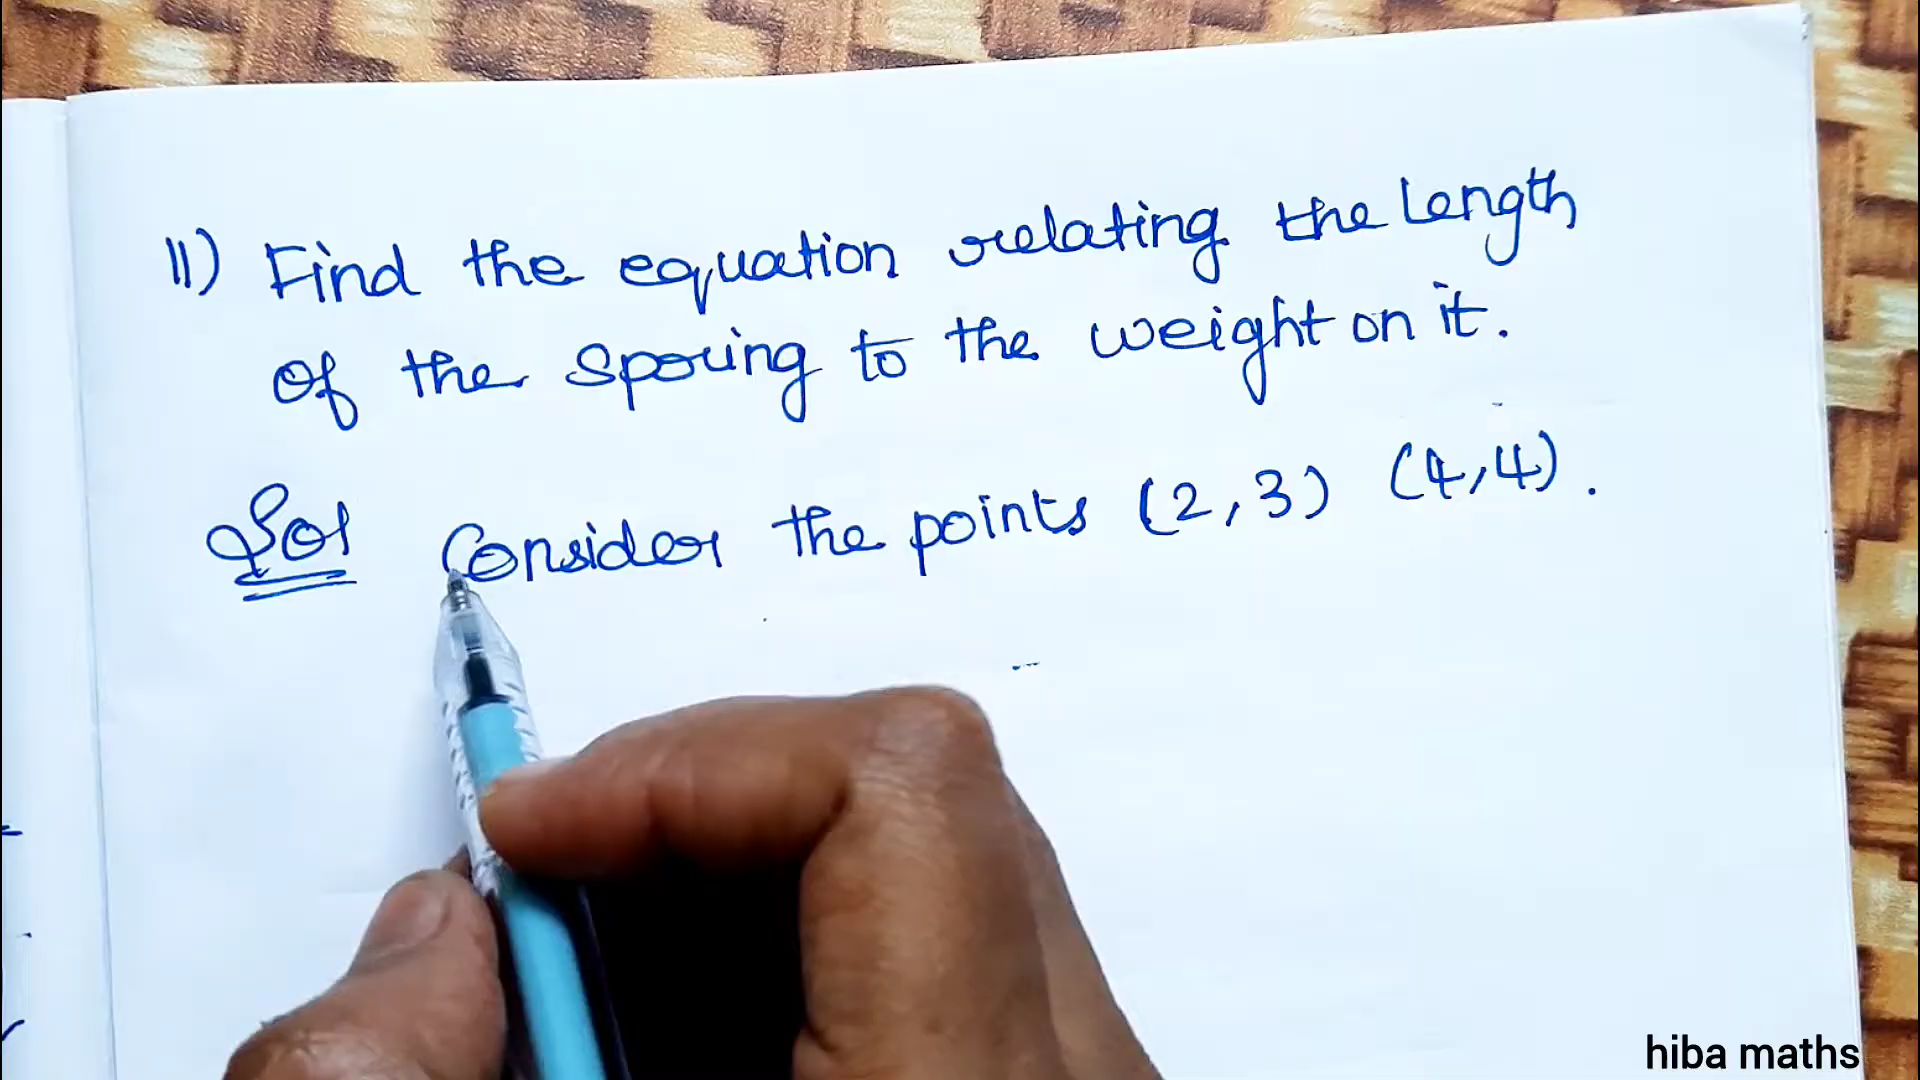 11) Find the equation relating the Length
of the spring to the weight on it.
Sol Consider the points (2,3) (4,4).
hiba maths